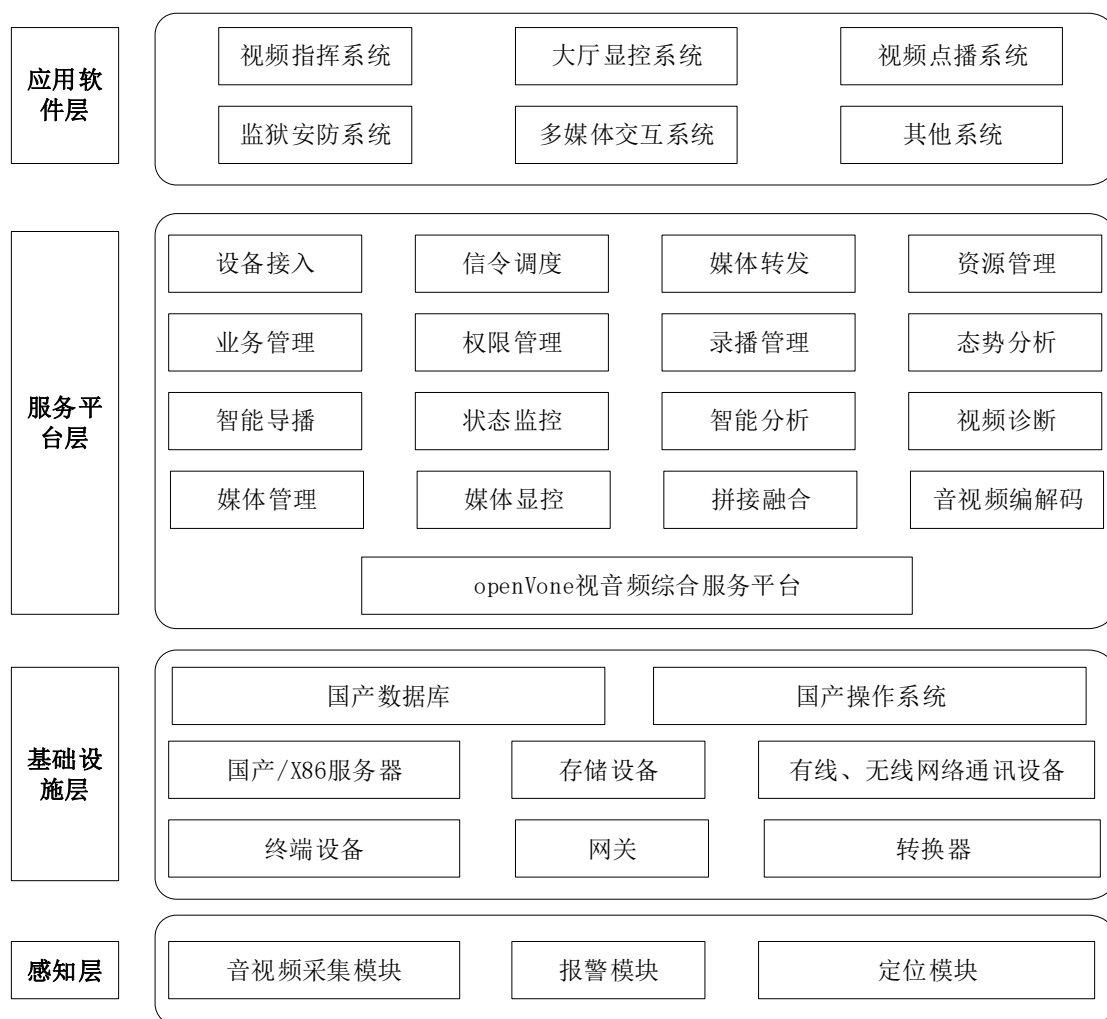 应用软
件层
视频指挥系统
大厅显控系统
视频点播系统
监狱安防系统
多媒体交互系统
其他系统
服务平
台层
设备接入
信令调度
媒体转发
资源管理
业务管理
权限管理
录播管理
态势分析
智能导播
状态监控
智能分析
视频诊断
媒体管理
媒体显控
拼接融合
音视频编解码
openVone视音频综合服务平台
基础设
施层
国产数据库
国产操作系统
国产/X86服务器
存储设备
有线、无线网络通讯设备
终端设备
网关
转换器
感知层
音视频采集模块
报警模块
定位模块